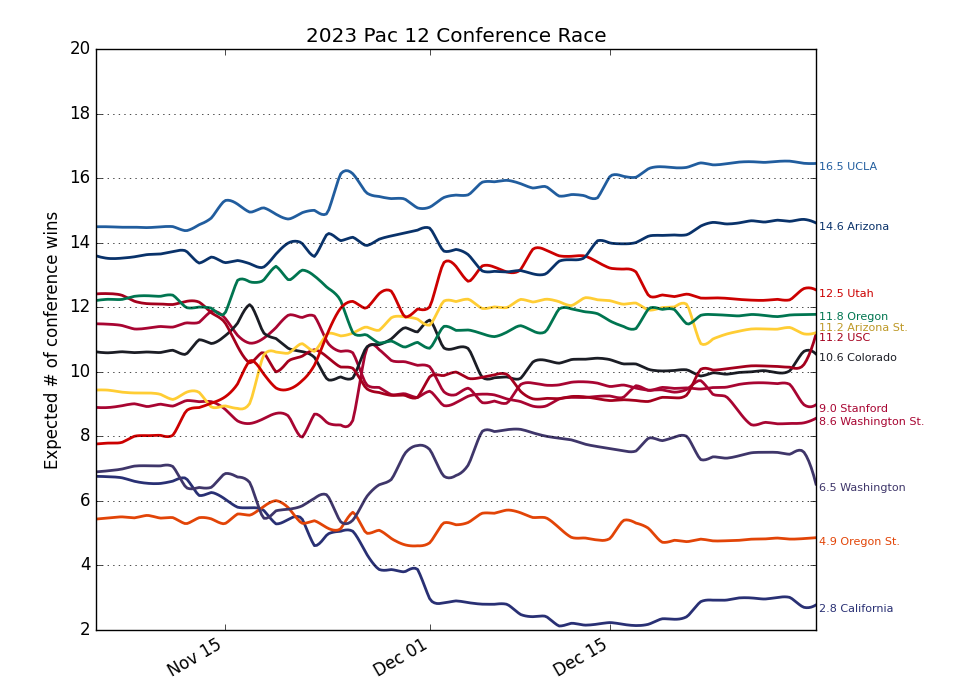 2023 Pac 12 Conference Race
Expected # of conference wins
20
18
16
14
12
10
8
6
4
2
Nov 15
Dec 01
Dec 15
16.5 UCLA
14.6 Arizona
12.5 Utah
11.8 Oregon
11.2 Arizona St.
11.2 USC
10.6 Colorado
9.0 Stanford
8.6 Washington St.
6.5 Washington
4.9 Oregon St.
2.8 California